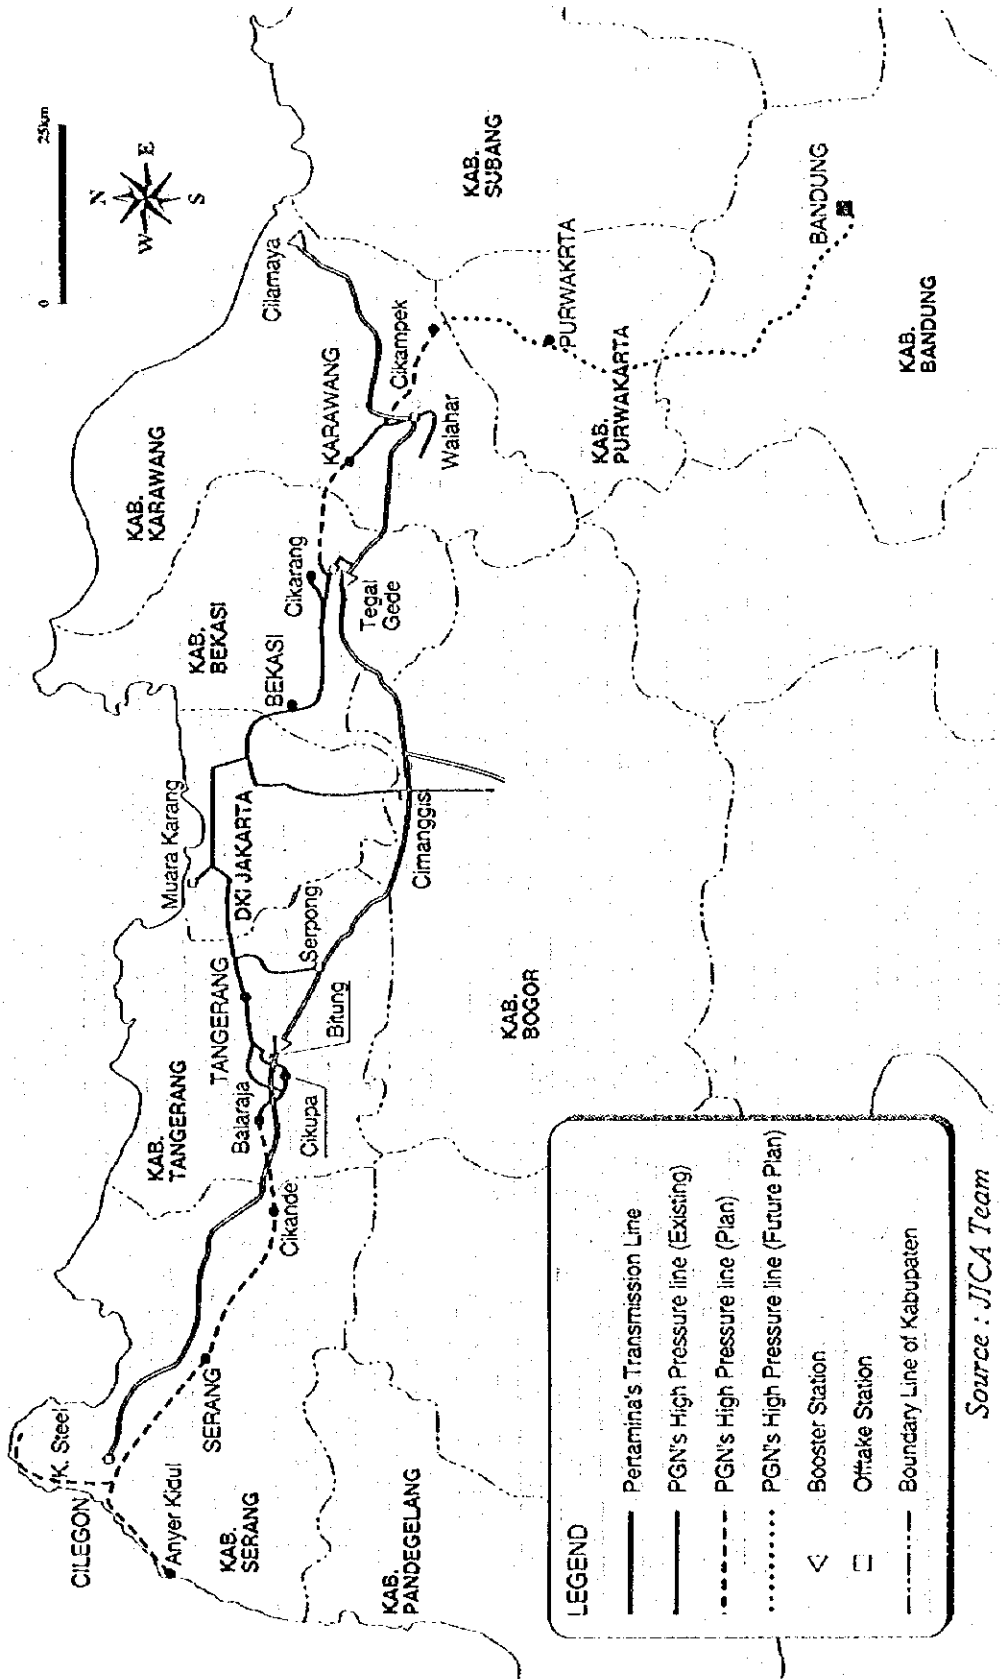 0 25km
N
W E
S
Cilamaya
KAB.
SUBANG
Cikampek
PURWAKRTA
BANDUNG
KAB.
BANDUNG
KARAWANG
Walahar
KAB.
PURWAKARTA
KAB.
KARAWANG
Cikarang
Tegal
Gede
KAB.
BEKASI
BEKASI
Muara Karang
DKI JAKARTA
Cimanggis
Serpong
TANGERANG
Bitung
KAB.
BOGOR
KAB.
TANGERANG
Balaraja
Cikupa
Cikande
SERANG
K. Steel
CILEGON
Anyer Kidul
KAB.
SERANG
KAB.
PANDEGELANG
LEGEND
Pertamina's Transmission Line
PGN's High Pressure line (Existing)
PGN's High Pressure line (Plan)
PGN's High Pressure line (Future Plan)
Booster Station
Offtake Station
Boundary Line of Kabupaten
Source : JICA Team